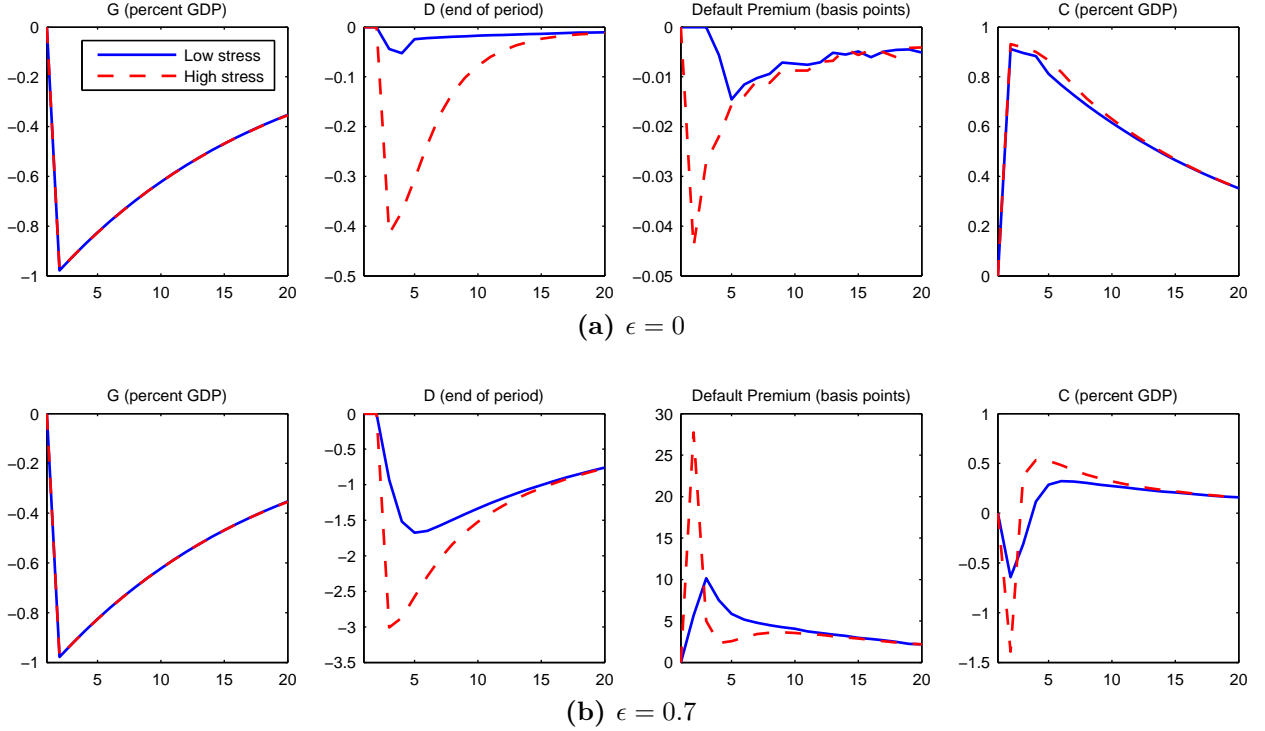 G (percent GDP)
D (end of period)
Default Premium (basis points)
C (percent GDP)
0
−0.2
−0.4
−0.6
−0.8
−1
Low stress
High stress
5 10 15 20
0
−0.1
−0.2
−0.3
−0.4
−0.5
5 10 15 20
0
−0.01
−0.02
−0.03
−0.04
−0.05
5 10 15 20
1
0.8
0.6
0.4
0.2
0
5 10 15 20
(a) ϵ = 0
G (percent GDP)
D (end of period)
Default Premium (basis points)
C (percent GDP)
0
−0.2
−0.4
−0.6
−0.8
−1
5 10 15 20
0
−0.5
−1
−1.5
−2
−2.5
−3
−3.5
5 10 15 20
30
25
20
15
10
5
0
5 10 15 20
1
0.5
0
−0.5
−1
−1.5
5 10 15 20
(b) ϵ = 0.7